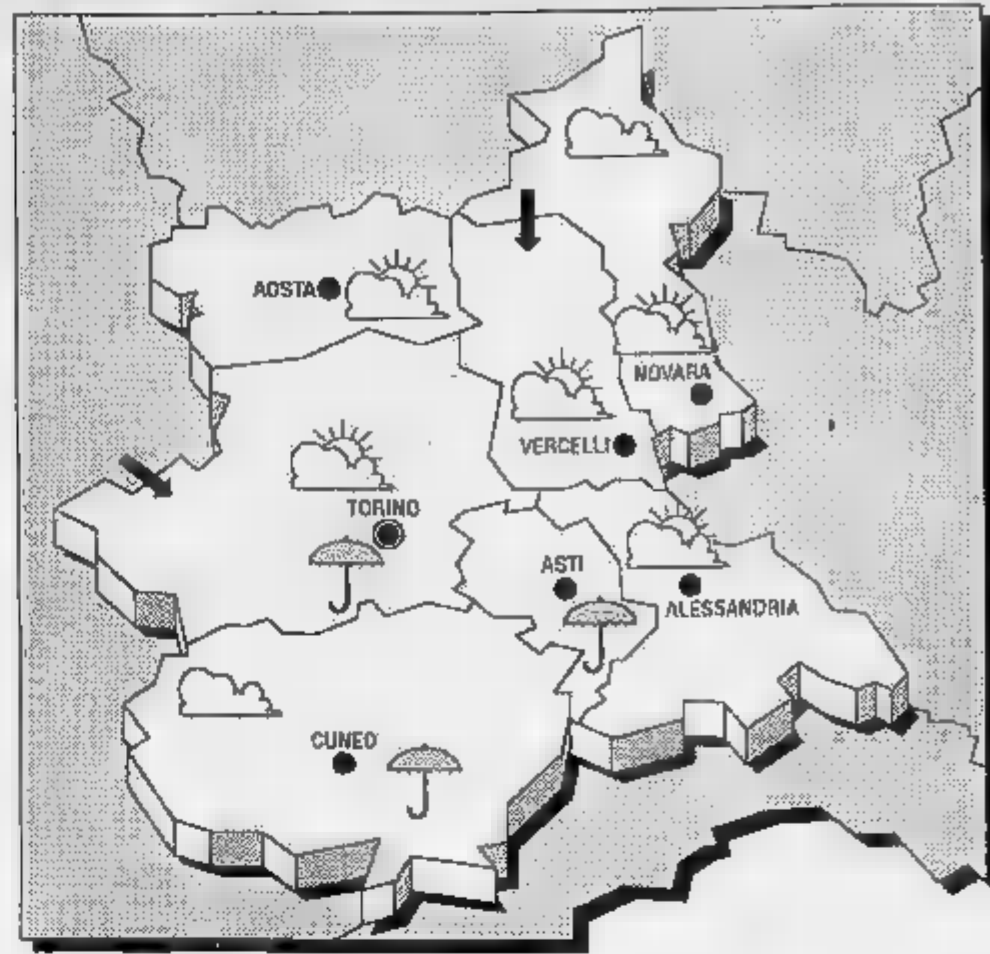 AOSTA
NOVARA
VERCELLI
TORINO
ASTI
ALESSANDRIA
CUNEO